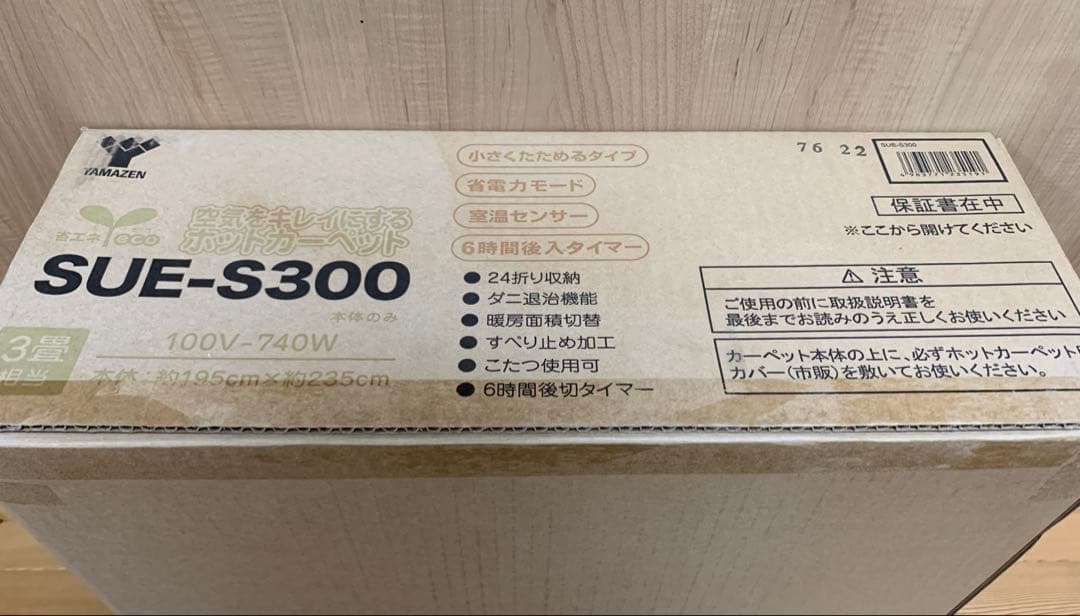 YAMAZEN
省エネ eco
空気をキレイにする
ホットカーペット
SUE-S300
本体のみ
3畳
相当
100V-740W
本体:約195cm×約235cm
小さくたためるタイプ
省電力モード
室温センサー
6時間後入タイマー
● 24折り収納
● ダニ退治機能
● 暖房面積切替
● すべり止め加工
● こたつ使用可
● 6時間後切タイマー
76 22
SUE-S300
保証書在中
※ここから開けてください
⚠ 注意
ご使用の前に取扱説明書を
最後までお読みのうえ正しくお使いください
カーペット本体の上に、必ずホットカーペット
カバー(市販)を敷いてお使いください。